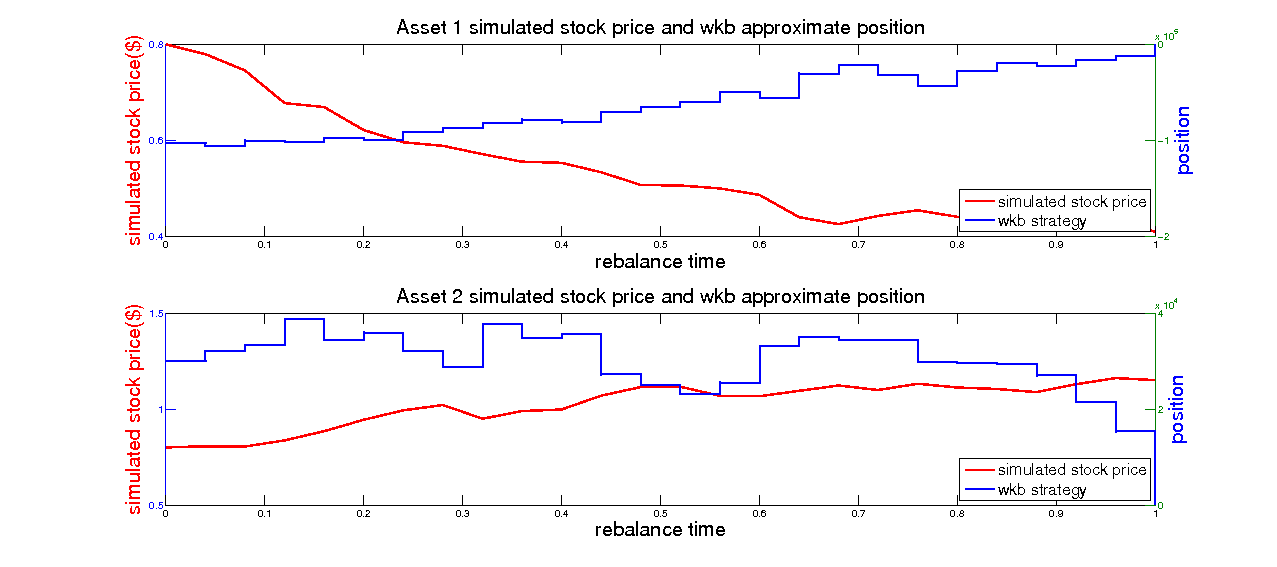 Asset 1 simulated stock price and wkb approximate position
x 10^5
simulated stock price($)
0.8
0.6
0.4
0
-1
-2
position
simulated stock price
wkb strategy
0 0.1 0.2 0.3 0.4 0.5 0.6 0.7 0.8 0.9 1
rebalance time
Asset 2 simulated stock price and wkb approximate position
x 10^4
simulated stock price($)
1.5
1
0.5
4
2
0
position
simulated stock price
wkb strategy
0 0.1 0.2 0.3 0.4 0.5 0.6 0.7 0.8 0.9 1
rebalance time